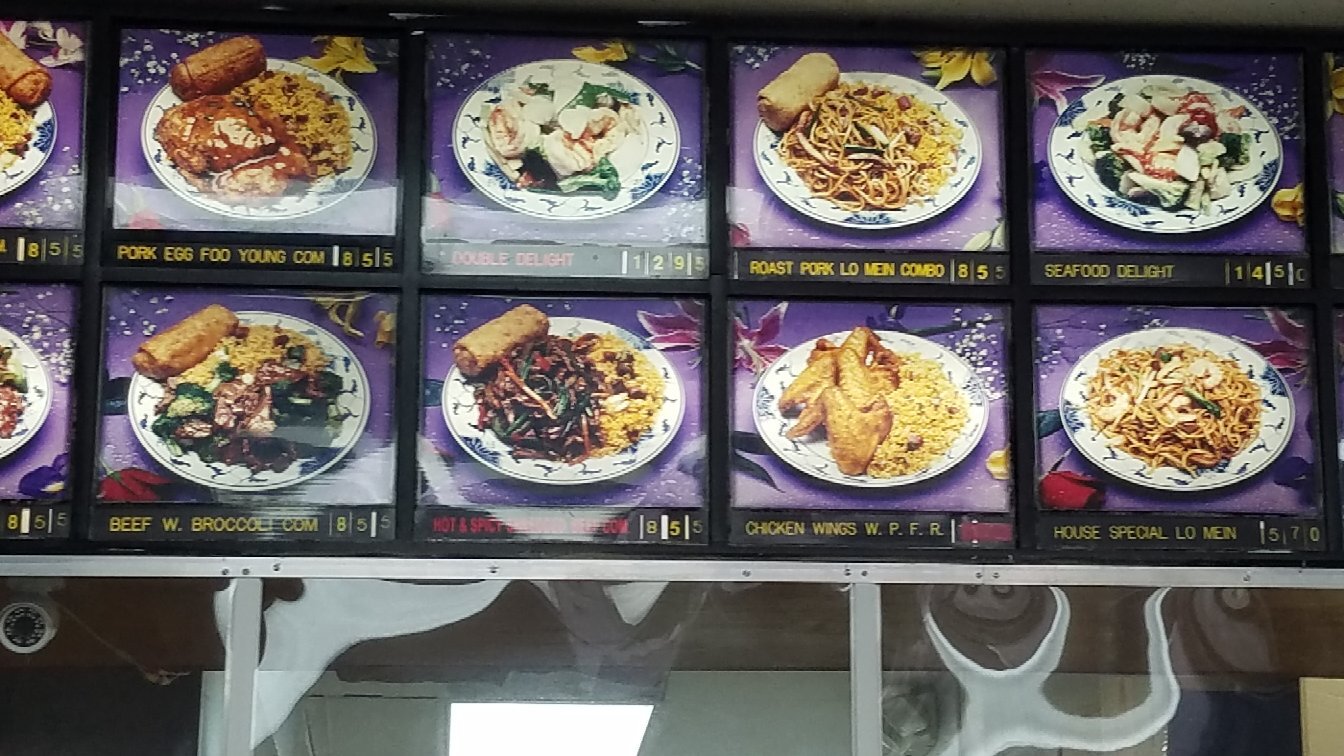 8 5 5
PORK EGG FOO YOUNG COM 8 5 5
DOUBLE DELIGHT 1 2 9 5
ROAST PORK LO MEIN COMBO 8 5 5
SEAFOOD DELIGHT 1 4 5 0
8 5 5
BEEF W. BROCCOLI COM 8 5 5
HOT & SPICY COM 8 5 5
CHICKEN WINGS W. P. F. R.
HOUSE SPECIAL LO MEIN 5 7 0